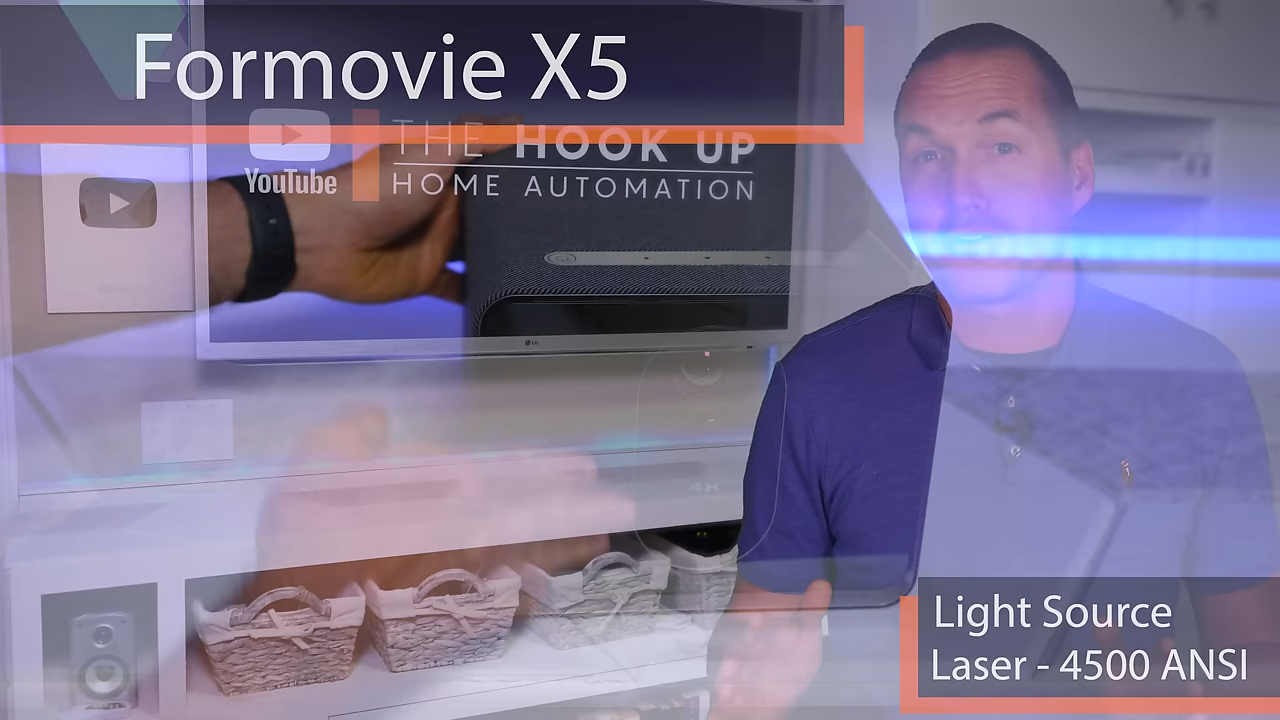 Formovie X5
THE HOOK UP
YouTube
HOME AUTOMATION
LG
4K
Light Source
Laser - 4500 ANSI